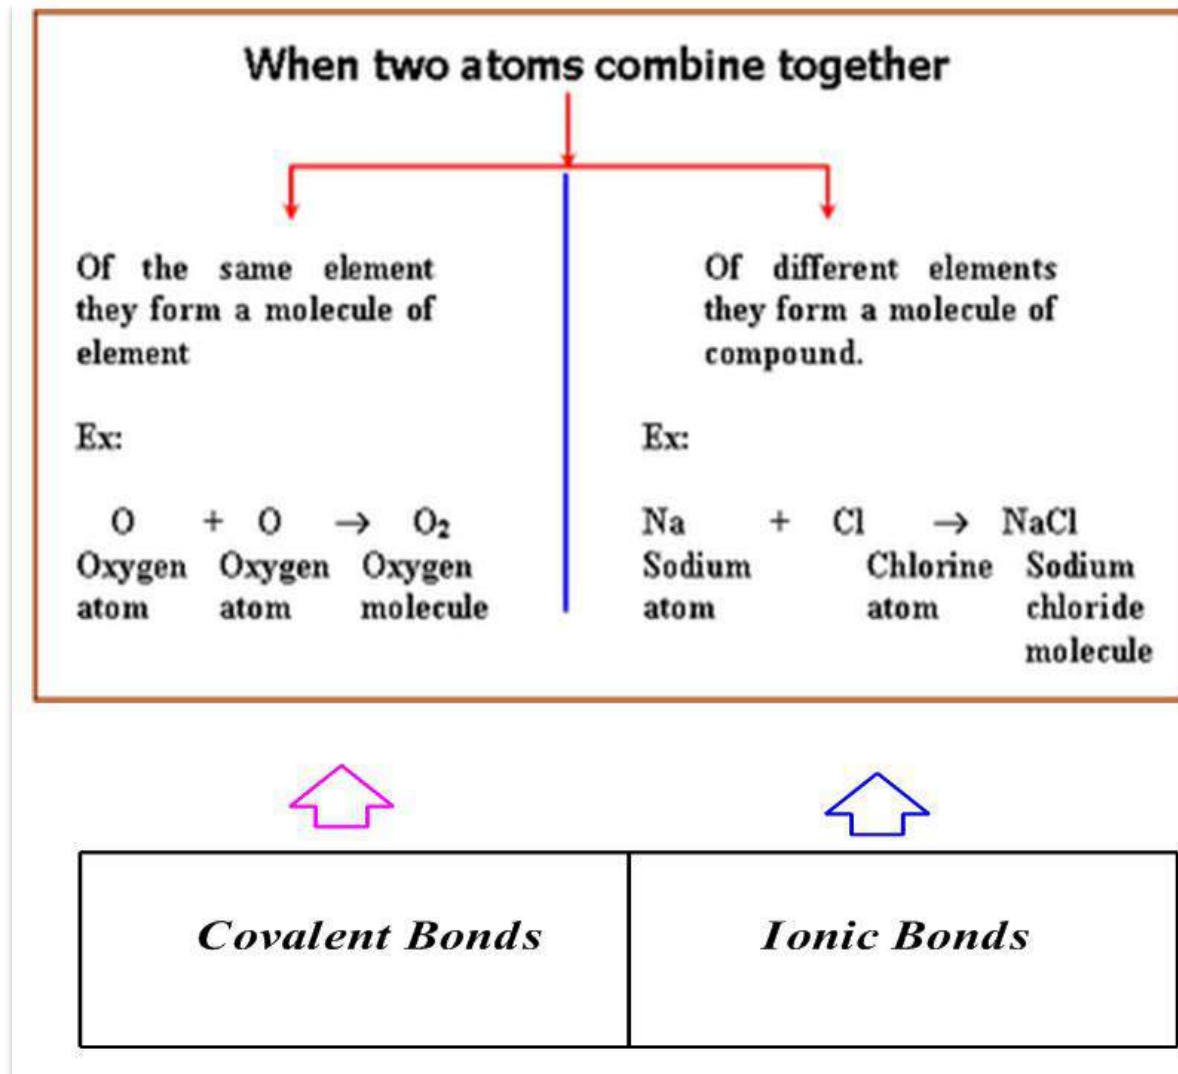 When two atoms combine together
Of the same element
they form a molecule of
element
Ex:
O + O → O₂
Oxygen Oxygen Oxygen
atom atom molecule
Of different elements
they form a molecule of
compound.
Ex:
Na + Cl → NaCl
Sodium Chlorine Sodium
atom atom chloride
molecule
Covalent Bonds
Ionic Bonds